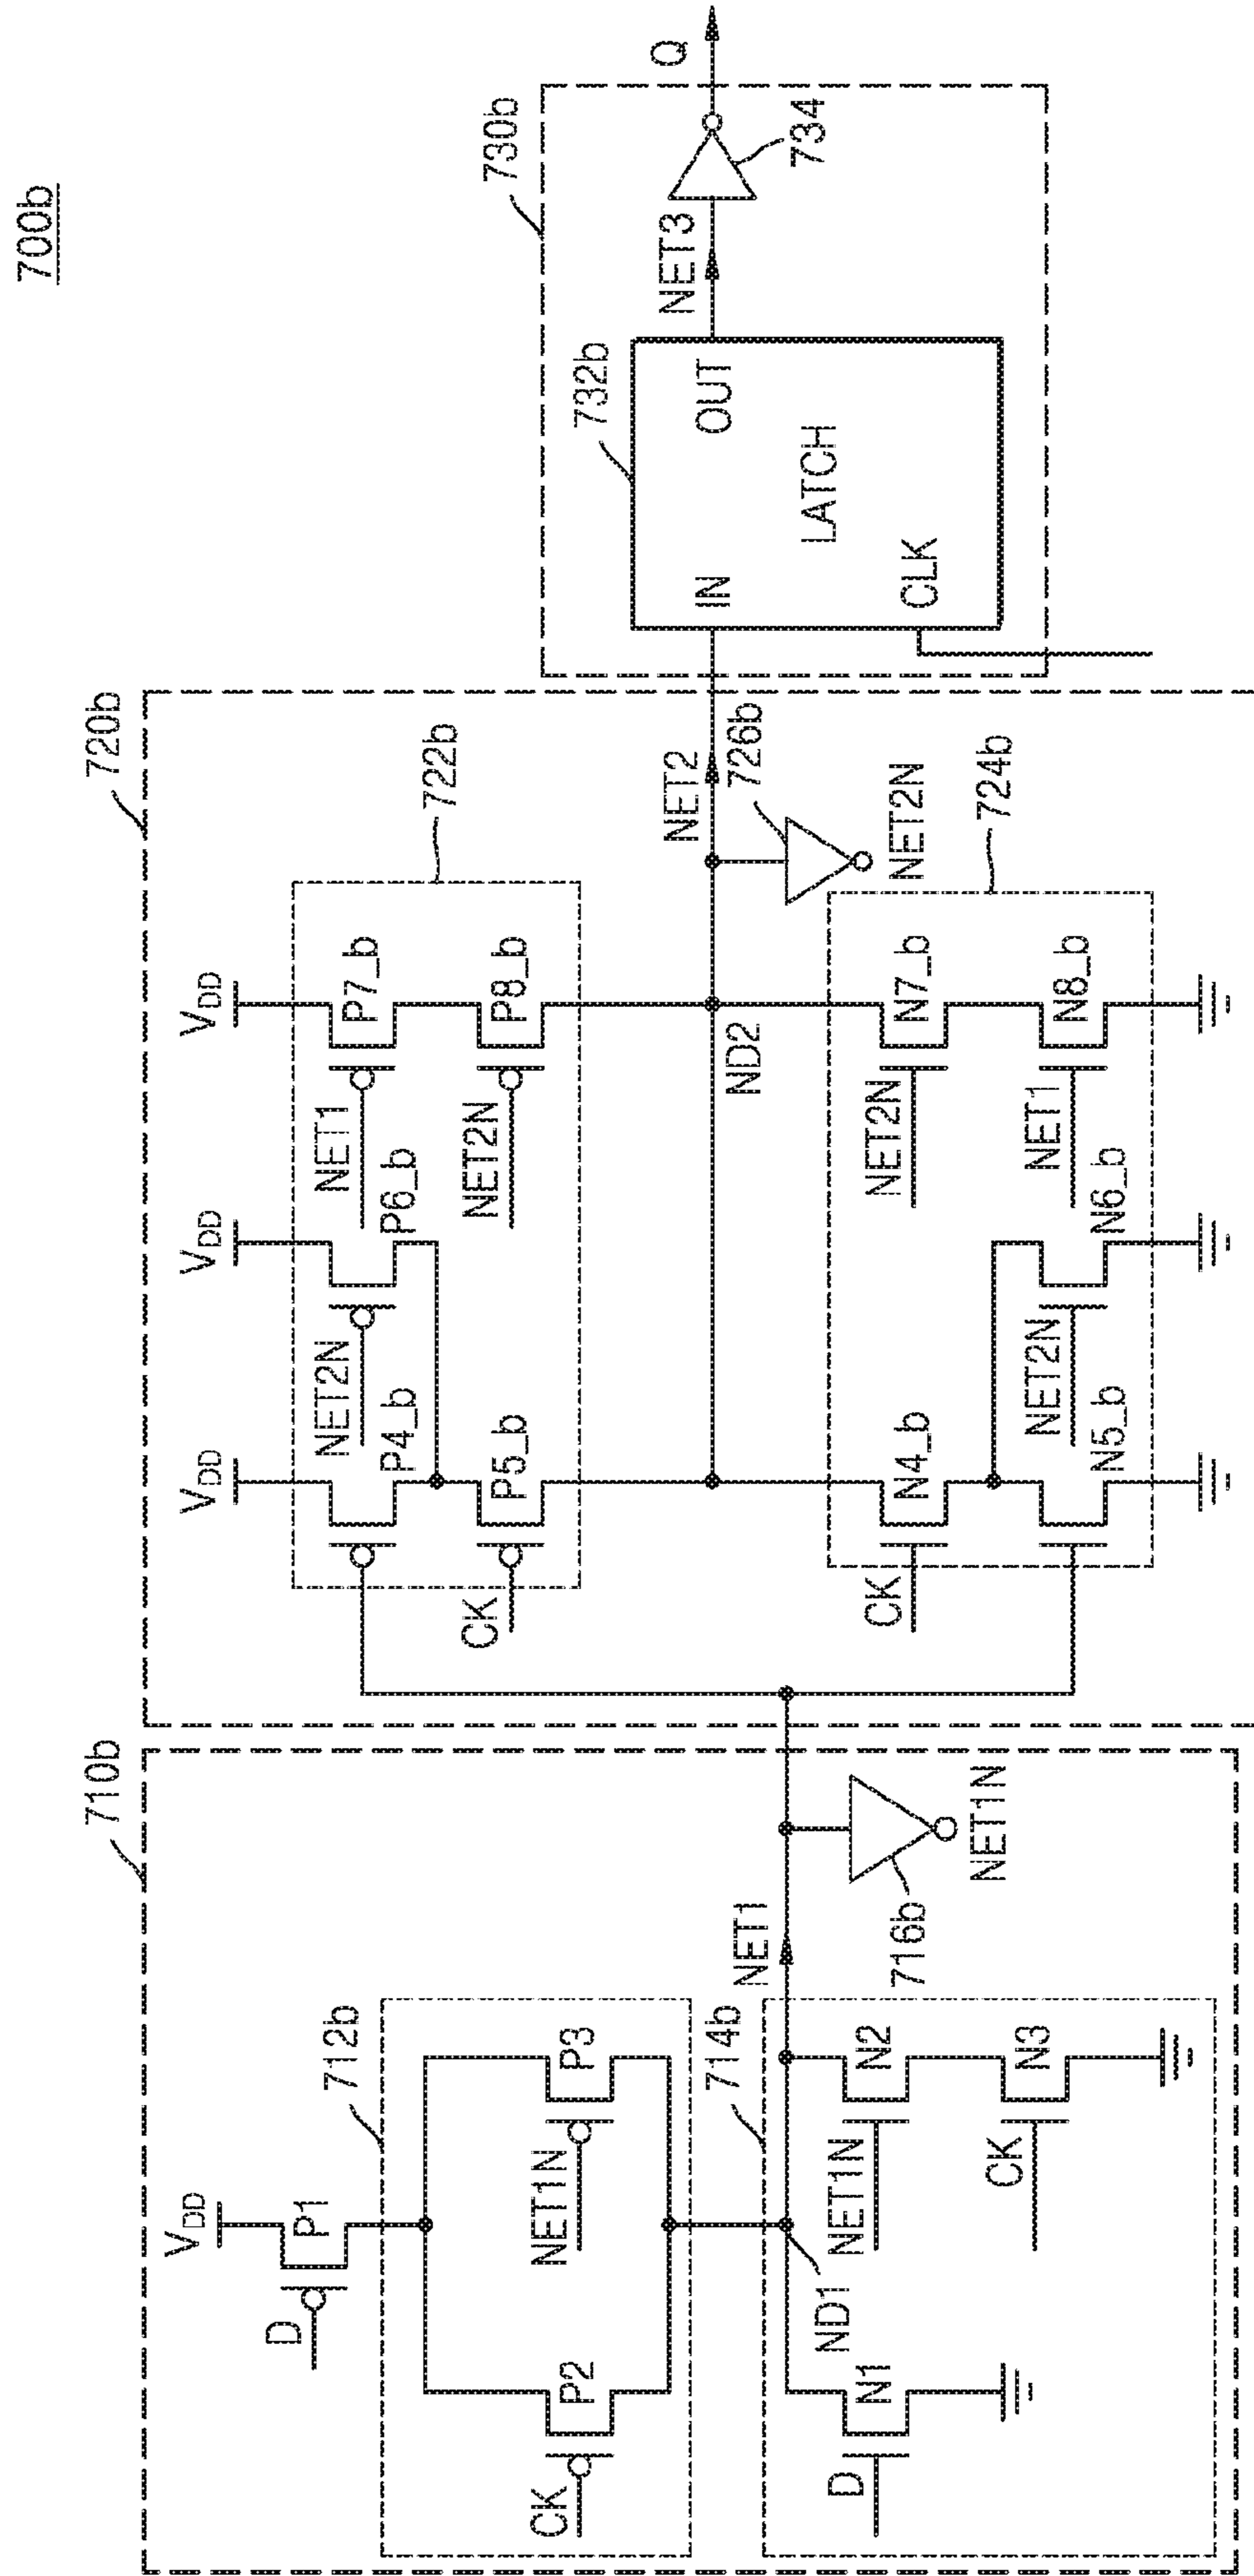 700b
710b
720b
730b
VDD
D
P1
712b
CK
P2
NET1N
P3
ND1
714b
D
N1
NET1N
N2
CK
N3
NET1
716b
NET1N
VDD
VDD
VDD
722b
P4_b
NET2N
P6_b
NET1
P7_b
CK
P5_b
NET2N
P8_b
ND2
NET2
726b
NET2N
724b
CK
N4_b
NET2N
N7_b
N5_b
NET2N
N6_b
NET1
N8_b
732b
IN
OUT
LATCH
CLK
NET3
734
Q